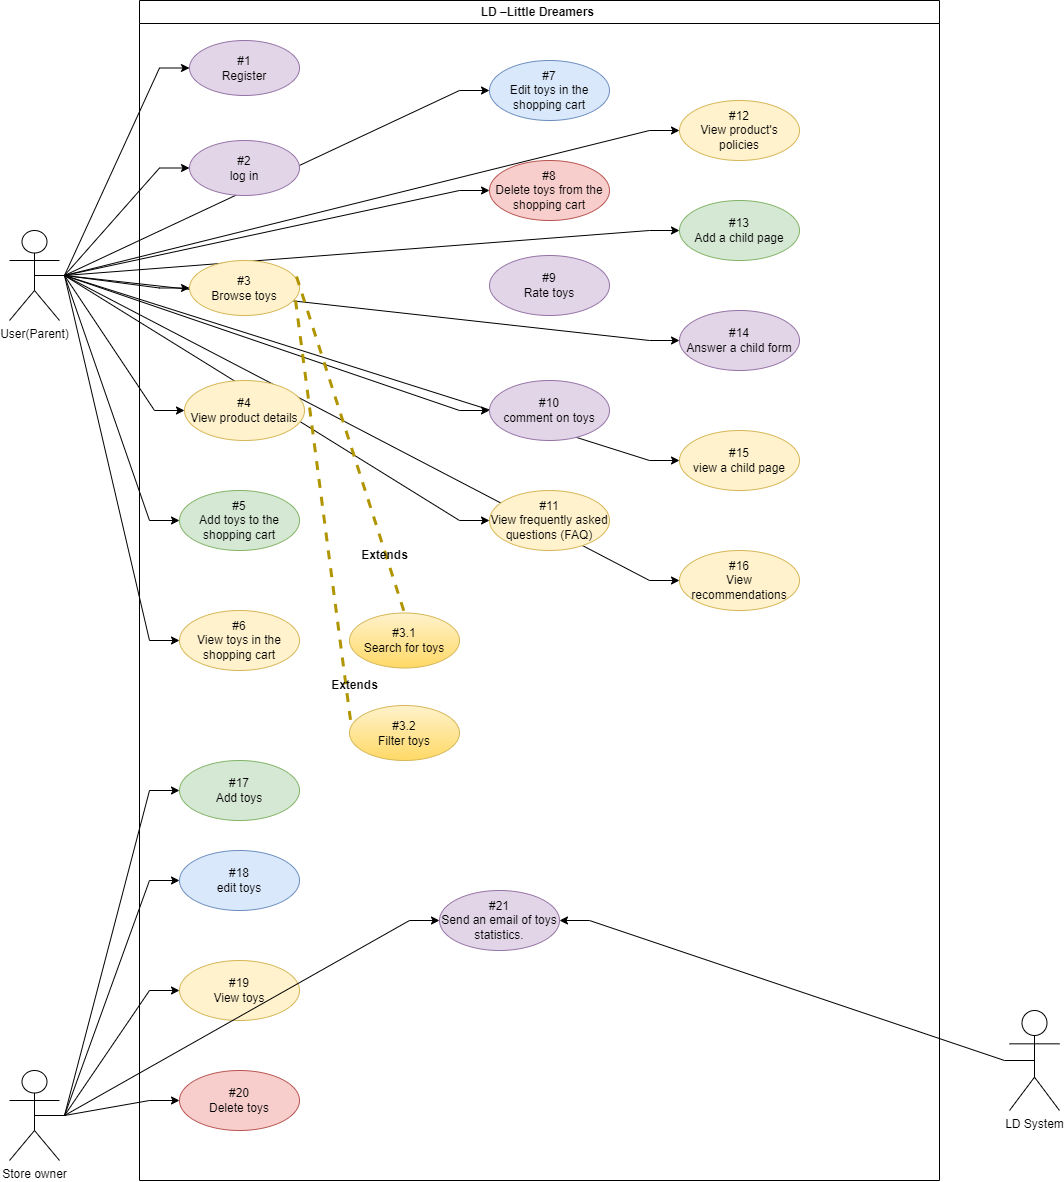 LD –Little Dreamers
#1
Register
#2
log in
#3
Browse toys
#4
View product details
#5
Add toys to the
shopping cart
#6
View toys in the
shopping cart
#7
Edit toys in the
shopping cart
#8
Delete toys from the
shopping cart
#9
Rate toys
#10
comment on toys
#11
View frequently asked
questions (FAQ)
#12
View product's
policies
#13
Add a child page
#14
Answer a child form
#15
view a child page
#16
View
recommendations
User(Parent)
Extends
#3.1
Search for toys
Extends
#3.2
Filter toys
#17
Add toys
#18
edit toys
#19
View toys
#20
Delete toys
#21
Send an email of toys
statistics.
Store owner
LD System